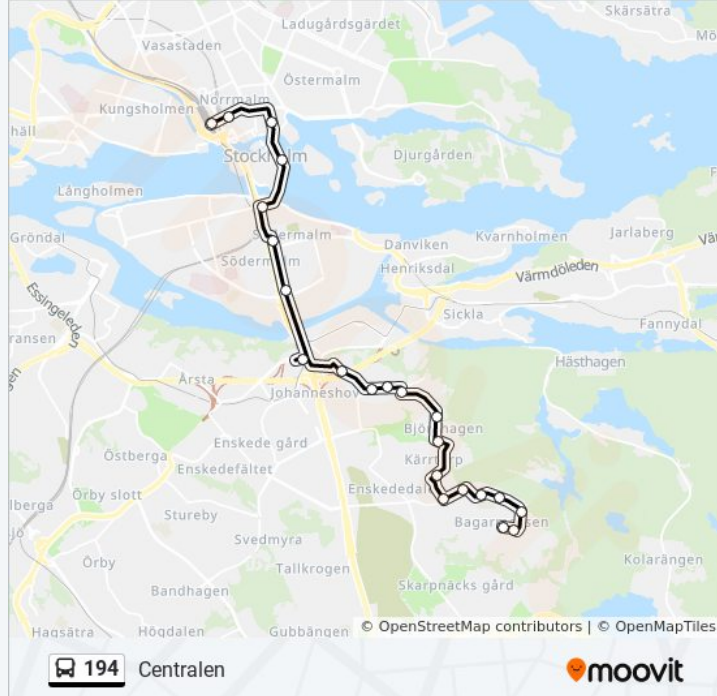 Skärsätra
Ladugårdsgärdet
Vasastaden
Östermalm
Norrmalm
Kungsholmen
Stockholm
Djurgården
Långholmen
Gröndal
Södermalm
Södermalm
Danviken
Kvarnholmen
Jarlaberg
Henriksdal
Värmdöleden
Essingeleden
Sickla
Fannydal
Hästhagen
Årsta
Johanneshov
Enskede gård
Björkhagen
Enskedefältet
Kärrtorp
Östberga
Enskededalen
Örby slott
Stureby
Bagarmossen
Svedmyra
Örby
Tallkrogen
Kolarängen
Bandhagen
Skarpnäcks gård
Hagsätra
Högdalen
Gubbängen
© OpenStreetMap contributors | © OpenMapTiles
194 Centralen
moovit